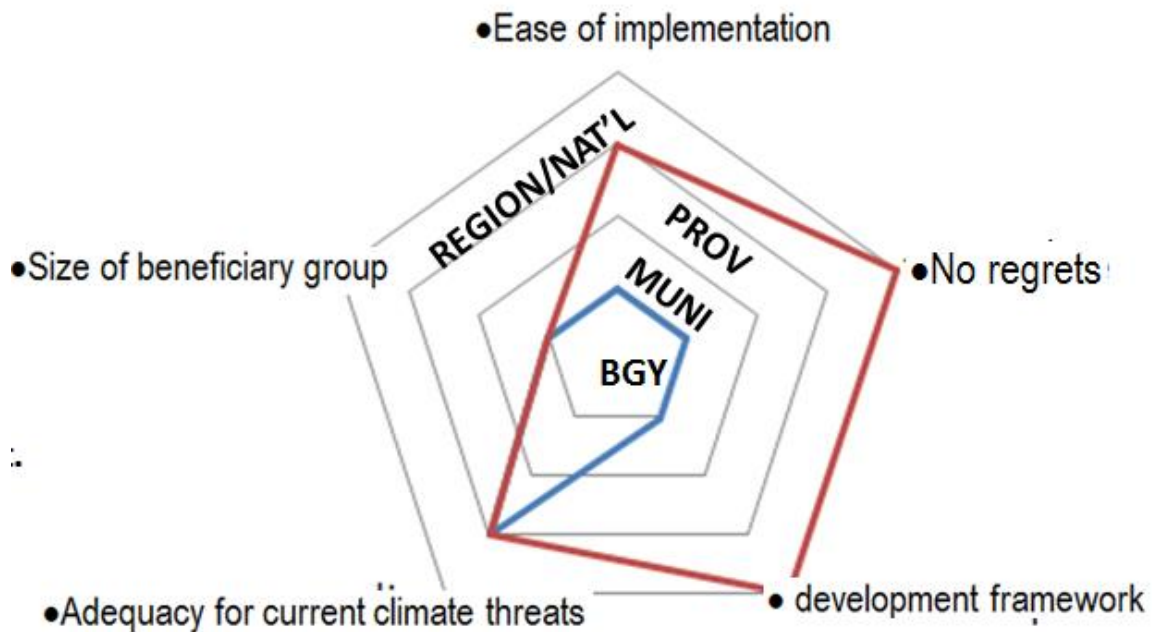 ●Ease of implementation
REGION/NAT'L
PROV
●Size of beneficiary group
●No regrets
MUNI
BGY
●Adequacy for current climate threats
● development framework